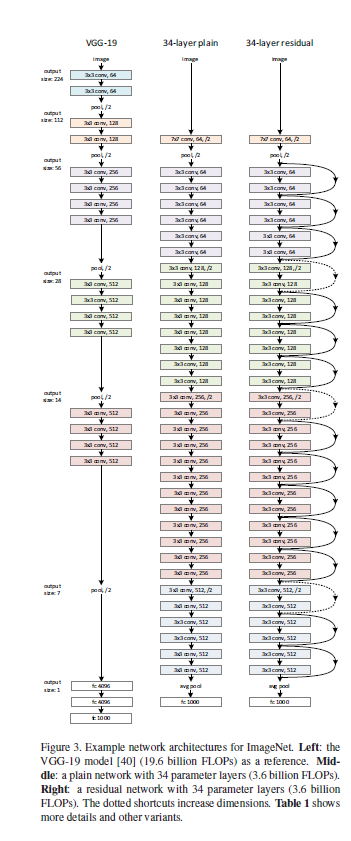 VGG-19
image
output
size: 224
3x3 conv, 64
3x3 conv, 64
output
size: 112
pool, /2
3x3 conv, 128
3x3 conv, 128
pool, /2
output
size: 56
3x3 conv, 256
3x3 conv, 256
3x3 conv, 256
3x3 conv, 256
output
size: 28
pool, /2
3x3 conv, 512
3x3 conv, 512
3x3 conv, 512
3x3 conv, 512
output
size: 14
pool, /2
3x3 conv, 512
3x3 conv, 512
3x3 conv, 512
3x3 conv, 512
output
size: 7
pool, /2
output
size: 1
fc 4096
fc 4096
fc 1000
34-layer plain
image
7x7 conv, 64, /2
pool, /2
3x3 conv, 64
3x3 conv, 64
3x3 conv, 64
3x3 conv, 64
3x3 conv, 64
3x3 conv, 64
3x3 conv, 128, /2
3x3 conv, 128
3x3 conv, 128
3x3 conv, 128
3x3 conv, 128
3x3 conv, 128
3x3 conv, 128
3x3 conv, 128
3x3 conv, 256, /2
3x3 conv, 256
3x3 conv, 256
3x3 conv, 256
3x3 conv, 256
3x3 conv, 256
3x3 conv, 256
3x3 conv, 256
3x3 conv, 256
3x3 conv, 256
3x3 conv, 256
3x3 conv, 256
3x3 conv, 512, /2
3x3 conv, 512
3x3 conv, 512
3x3 conv, 512
3x3 conv, 512
3x3 conv, 512
avg pool
fc 1000
34-layer residual
image
7x7 conv, 64, /2
pool, /2
3x3 conv, 64
3x3 conv, 64
3x3 conv, 64
3x3 conv, 64
3x3 conv, 64
3x3 conv, 64
3x3 conv, 128, /2
3x3 conv, 128
3x3 conv, 128
3x3 conv, 128
3x3 conv, 128
3x3 conv, 128
3x3 conv, 128
3x3 conv, 128
3x3 conv, 256, /2
3x3 conv, 256
3x3 conv, 256
3x3 conv, 256
3x3 conv, 256
3x3 conv, 256
3x3 conv, 256
3x3 conv, 256
3x3 conv, 256
3x3 conv, 256
3x3 conv, 256
3x3 conv, 256
3x3 conv, 512, /2
3x3 conv, 512
3x3 conv, 512
3x3 conv, 512
3x3 conv, 512
3x3 conv, 512
avg pool
fc 1000
Figure 3. Example network architectures for ImageNet. Left: the
VGG-19 model [40] (19.6 billion FLOPs) as a reference. Mid-
dle: a plain network with 34 parameter layers (3.6 billion FLOPs).
Right: a residual network with 34 parameter layers (3.6 billion
FLOPs). The dotted shortcuts increase dimensions. Table 1 shows
more details and other variants.